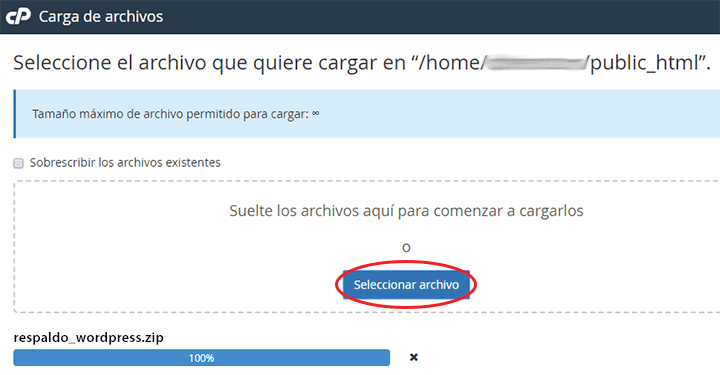 cP Carga de archivos
Seleccione el archivo que quiere cargar en “/home/ /public_html”.
Tamaño máximo de archivo permitido para cargar: ∞
Sobrescribir los archivos existentes
Suelte los archivos aquí para comenzar a cargarlos
O
Seleccionar archivo
respaldo_wordpress.zip
100%